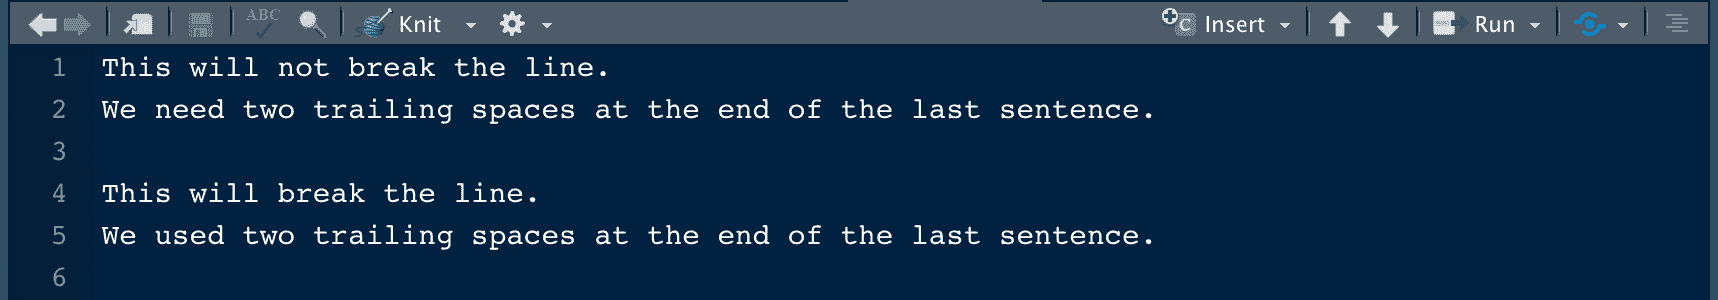 ABC Knit Insert Run
1 This will not break the line.
2 We need two trailing spaces at the end of the last sentence.
3
4 This will break the line.
5 We used two trailing spaces at the end of the last sentence.
6